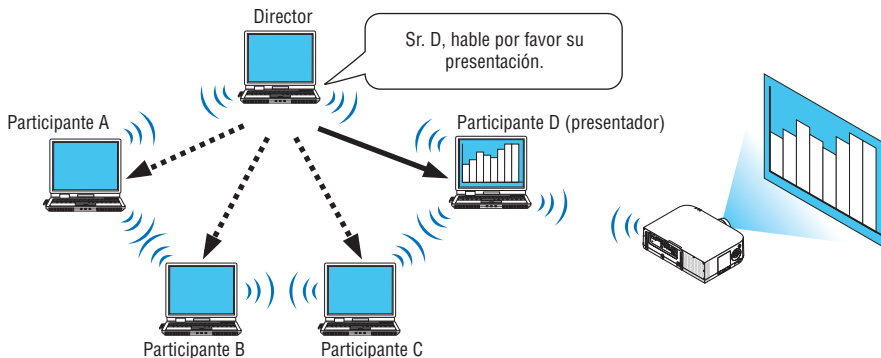 Director
Sr. D, hable por favor su
presentación.
Participante A
Participante D (presentador)
Participante B
Participante C